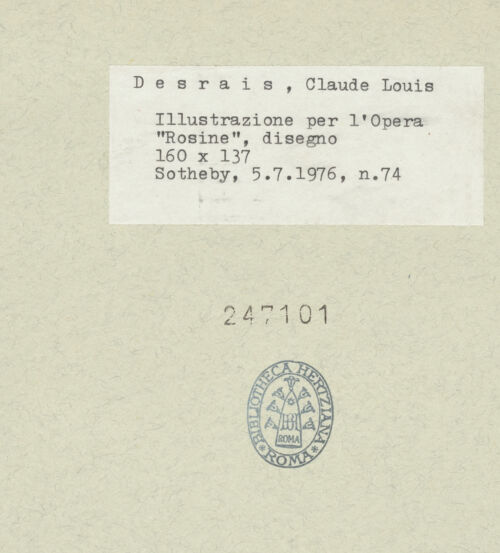 Desrais, Claude Louis
Illustrazione per l'Opera
"Rosine", disegno
160 x 137
Sotheby, 5.7.1976, n.74
247101
BIBLIOTHECA HERTZIANA
ROMA
* ROMA *